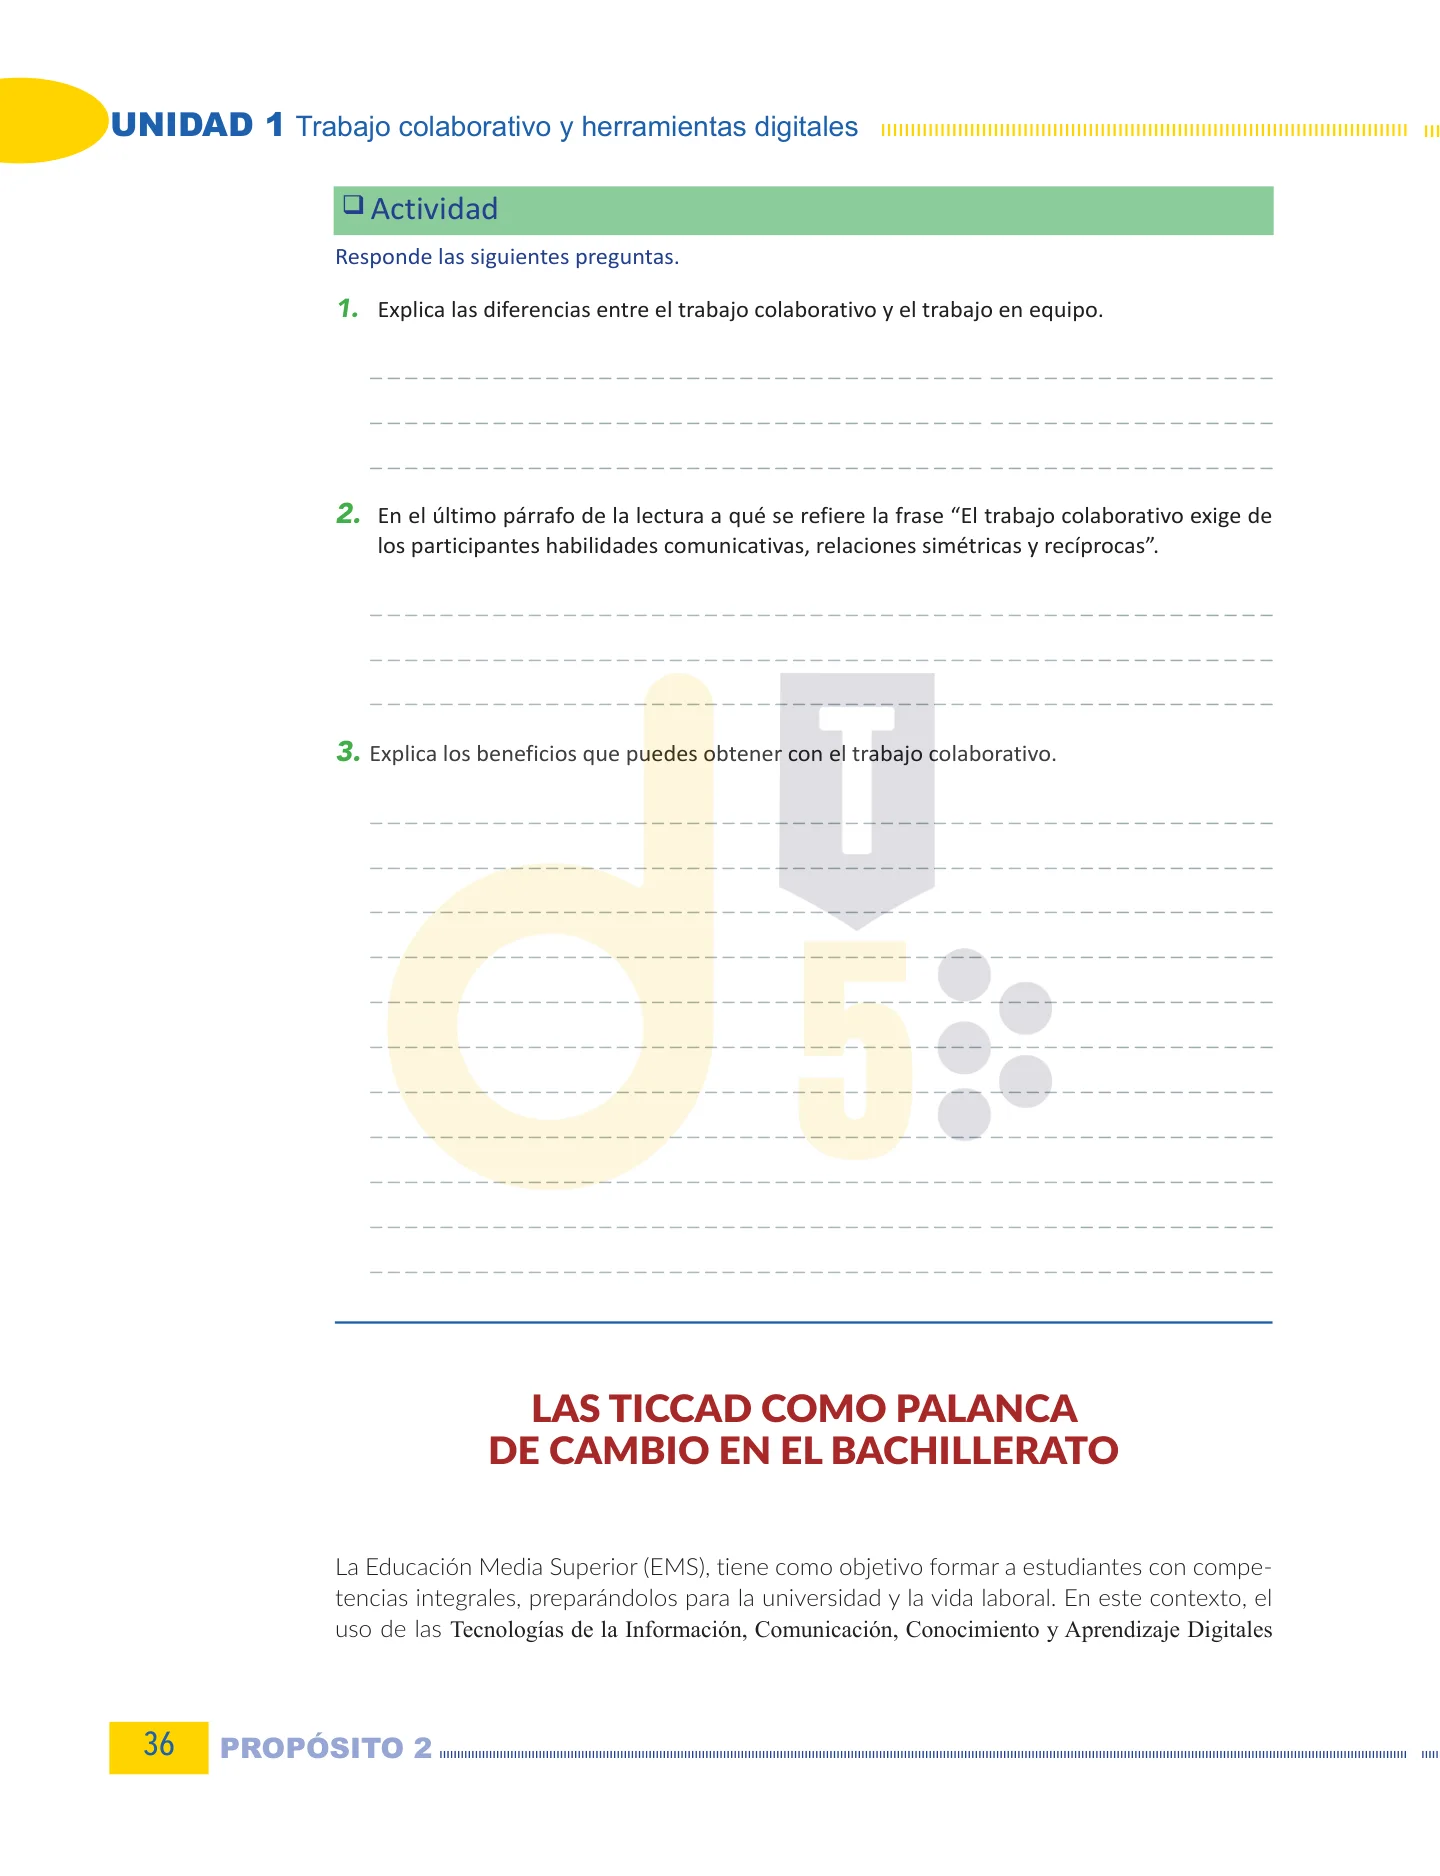 UNIDAD 1 Trabajo colaborativo y herramientas digitales
❑ Actividad
Responde las siguientes preguntas.
1. Explica las diferencias entre el trabajo colaborativo y el trabajo en equipo.
2. En el último párrafo de la lectura a qué se refiere la frase “El trabajo colaborativo exige de
los participantes habilidades comunicativas, relaciones simétricas y recíprocas”.
3. Explica los beneficios que puedes obtener con el trabajo colaborativo.
d T 5
LAS TICCAD COMO PALANCA
DE CAMBIO EN EL BACHILLERATO
La Educación Media Superior (EMS), tiene como objetivo formar a estudiantes con compe-
tencias integrales, preparándolos para la universidad y la vida laboral. En este contexto, el
uso de las Tecnologías de la Información, Comunicación, Conocimiento y Aprendizaje Digitales
36 PROPÓSITO 2